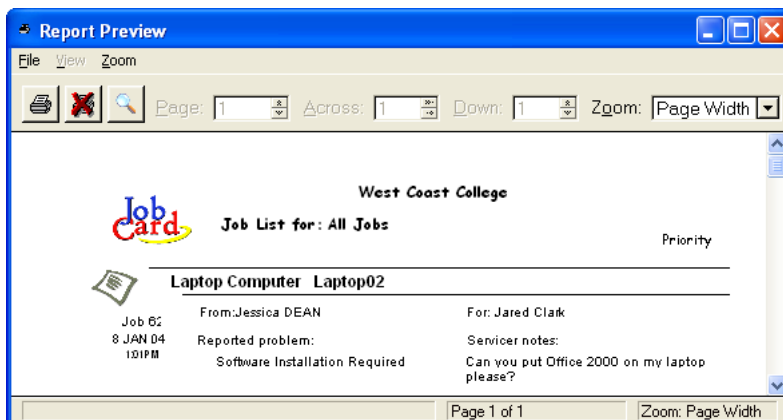 Report Preview
File View Zoom
Page: 1 Across: 1 Down: 1 Zoom: Page Width
West Coast College
Job Card
Job List for: All Jobs
Priority
Laptop Computer Laptop02
From:Jessica DEAN For: Jared Clark
Job 62
8 JAN 04
1:01PM
Reported problem: Servicer notes:
Software Installation Required Can you put Office 2000 on my laptop
please?
Page 1 of 1 Zoom: Page Width